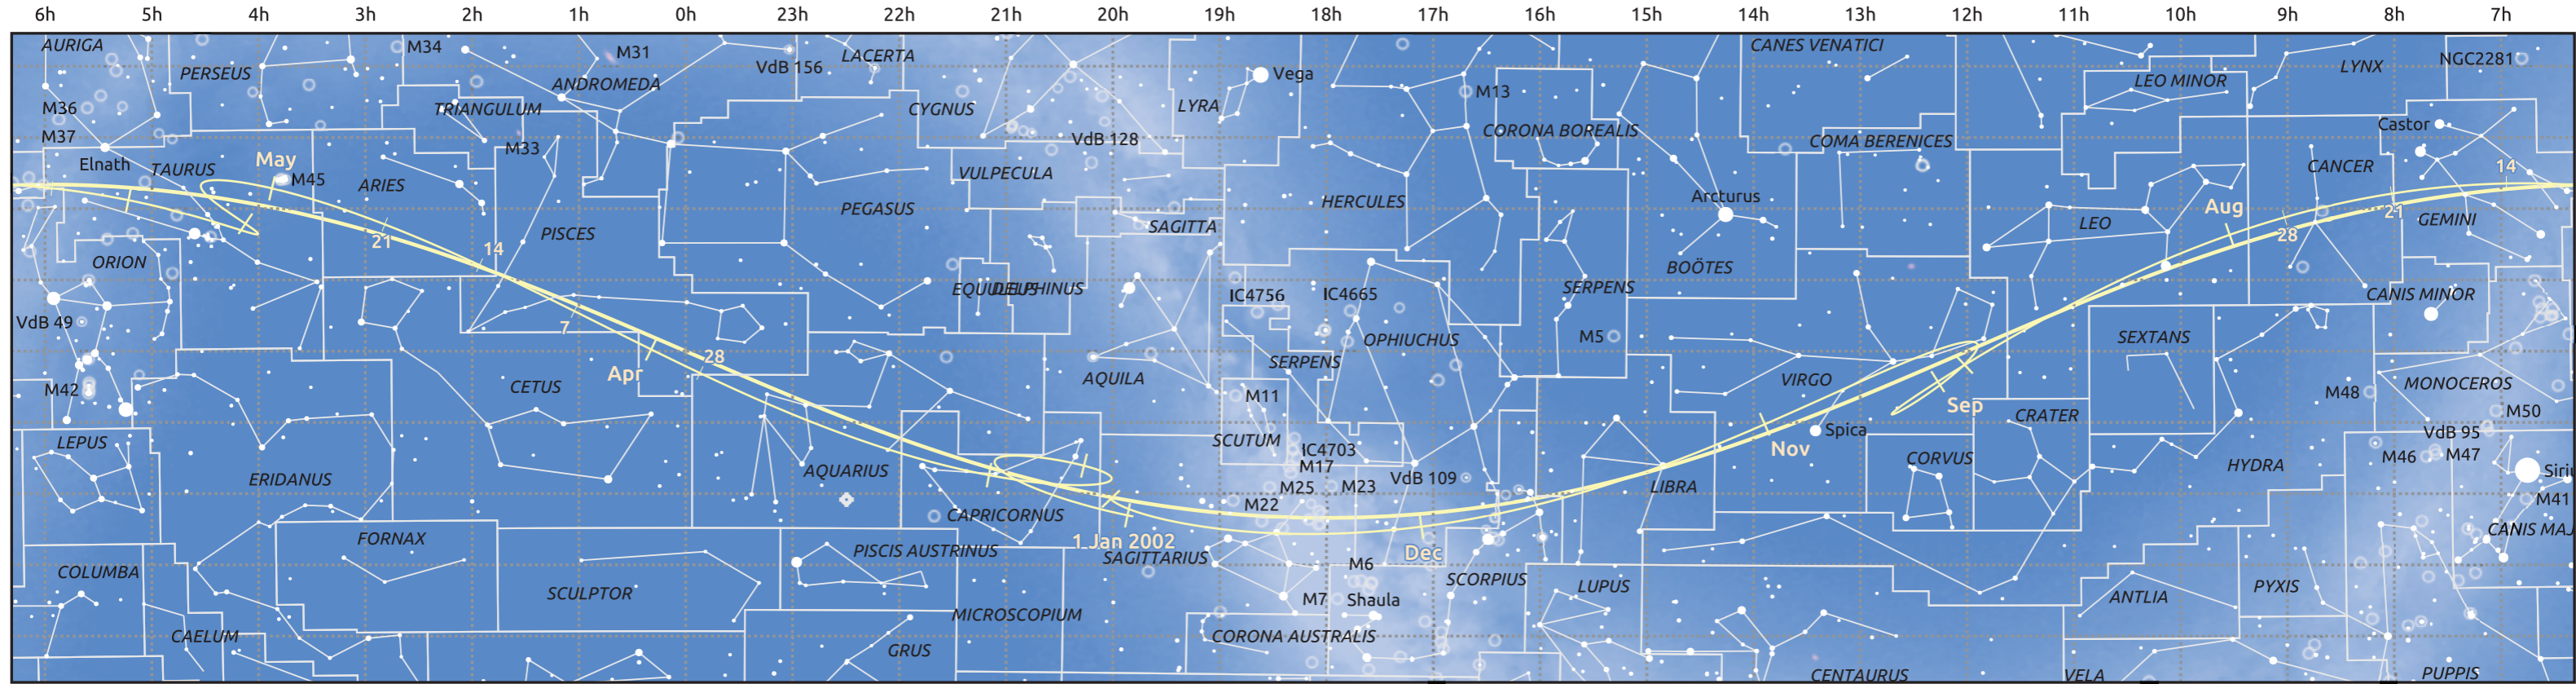 6h 5h 4h 3h 2h 1h 0h 23h 22h 21h 20h 19h 18h 17h 16h 15h 14h 13h 12h 11h 10h 9h 8h 7h
AURIGA
M34
M31
LACERTA
CANES VENATICI
PERSEUS
VdB 156
Vega
NGC2281
LYNX
ANDROMEDA
LEO MINOR
M36
TRIANGULUM
CYGNUS
LYRA
M13
M37
VdB 128
CORONA BOREALIS
COMA BERENICES
Castor
M33
Elnath
TAURUS
May
M45
ARIES
VULPECULA
CANCER
14
PEGASUS
HERCULES
Arcturus
Aug
21
SAGITTA
LEO
GEMINI
PISCES
21
14
28
ORION
BOÖTES
EQUULEUS
DELPHINUS
SERPENS
IC4756
IC4665
CANIS MINOR
VdB 49
7
OPHIUCHUS
M5
SEXTANS
28
SERPENS
Apr
AQUILA
VIRGO
MONOCEROS
M42
CETUS
M11
Sep
M48
CRATER
M50
LEPUS
SCUTUM
Spica
VdB 95
IC4703
Nov
M17
CORVUS
M46
M47
HYDRA
AQUARIUS
VdB 109
Siriu
ERIDANUS
M25
M23
LIBRA
M22
M41
CAPRICORNUS
CANIS MAJ
FORNAX
1 Jan 2002
PISCIS AUSTRINUS
SAGITTARIUS
Dec
M6
COLUMBA
SCORPIUS
LUPUS
PYXIS
SCULPTOR
M7
Shaula
ANTLIA
MICROSCOPIUM
CAELUM
CORONA AUSTRALIS
GRUS
CENTAURUS
VELA
PUPPIS